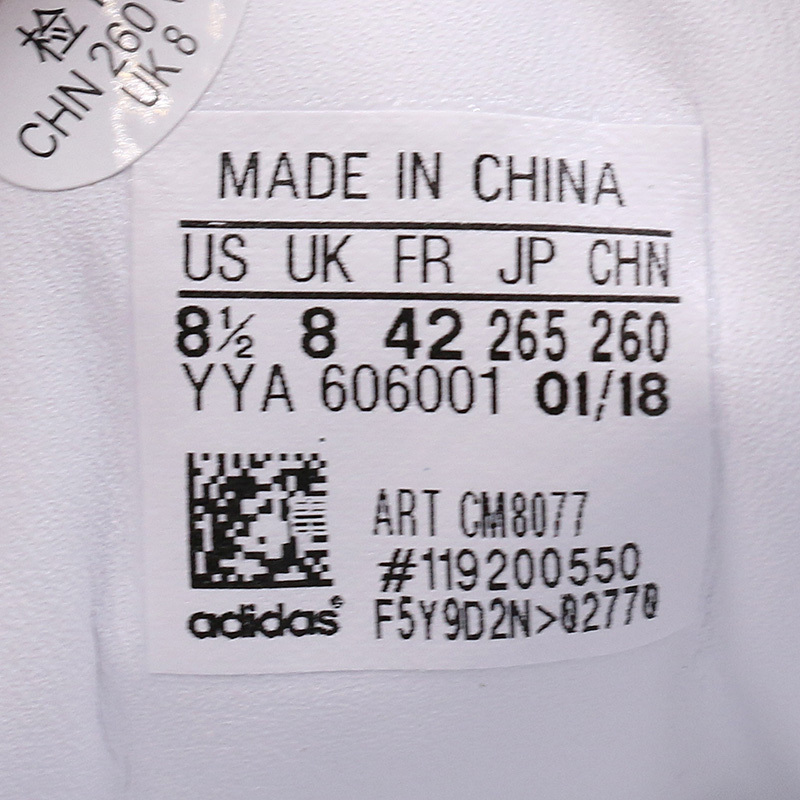 检
CHN 260
UK 8
MADE IN CHINA
US UK FR JP CHN
8½ 8 42 265 260
YYA 606001 01/18
ART CM8077
#119200550
adidas® F5Y9D2N>02770